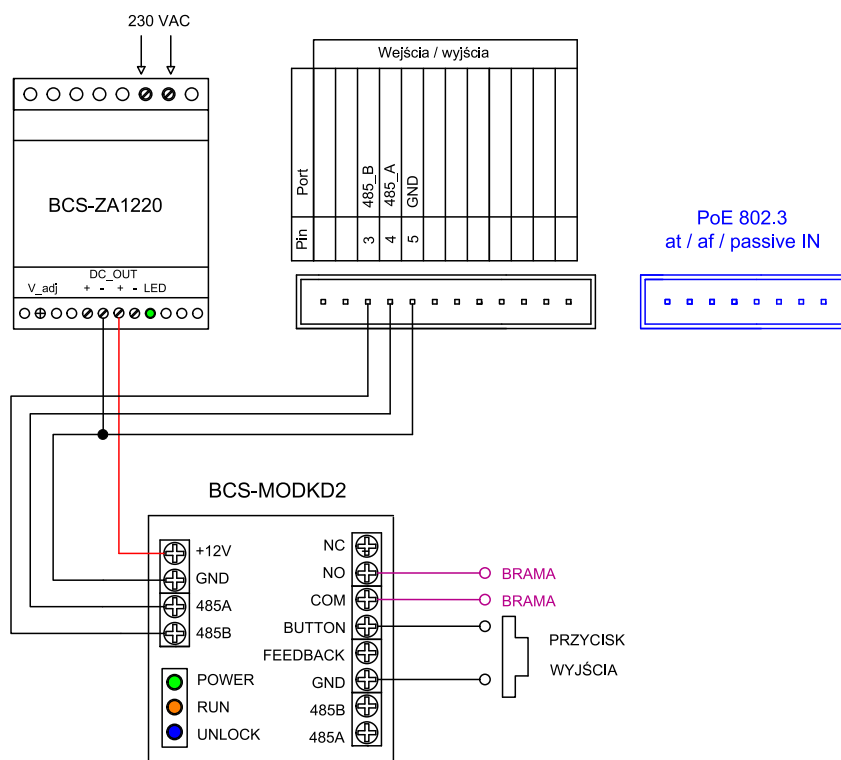 230 VAC
BCS-ZA1220
DC_OUT
V_adj + - + - LED
Wejścia / wyjścia
Port 485_B 485_A GND
Pin 3 4 5
PoE 802.3
at / af / passive IN
BCS-MODKD2
+12V
GND
485A
485B
POWER
RUN
UNLOCK
NC
NO
COM
BUTTON
FEEDBACK
GND
485B
485A
BRAMA
BRAMA
PRZYCISK
WYJŚCIA